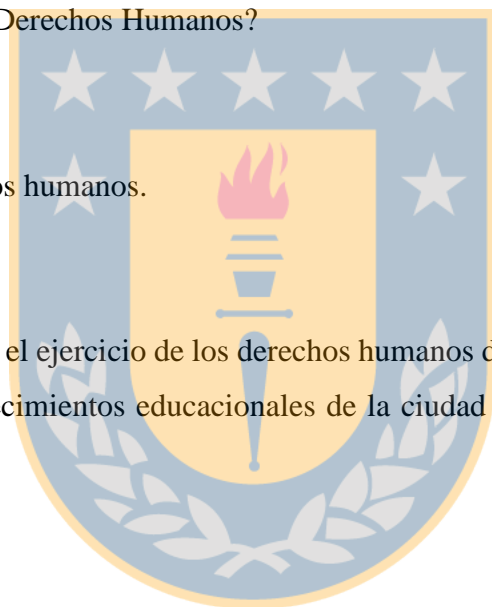 Derechos Humanos?
os humanos.
el ejercicio de los derechos humanos d
cimientos educacionales de la ciudad